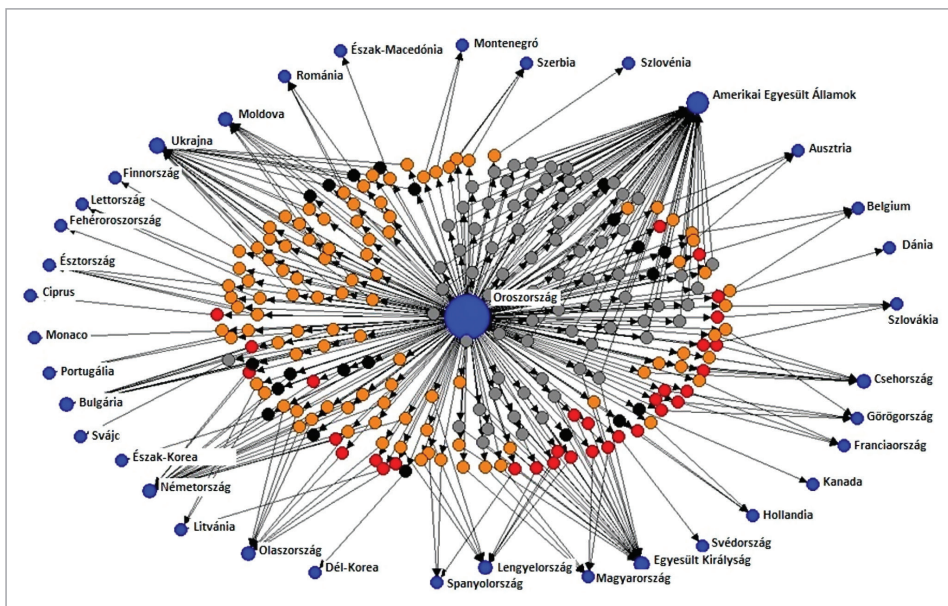 Észak-Macedónia
Montenegró
Szerbia
Szlovénia
Románia
Amerikai Egyesült Államok
Moldova
Ukrajna
Ausztria
Finnország
Lettország
Belgium
Fehéroroszország
Dánia
Észtország
Ciprus
Oroszország
Szlovákia
Monaco
Portugália
Csehország
Bulgária
Görögország
Svájc
Franciaország
Észak-Korea
Németország
Kanada
Litvánia
Hollandia
Olaszország
Svédország
Dél-Korea
Lengyelország
Egyesült Királyság
Spanyolország
Magyarország